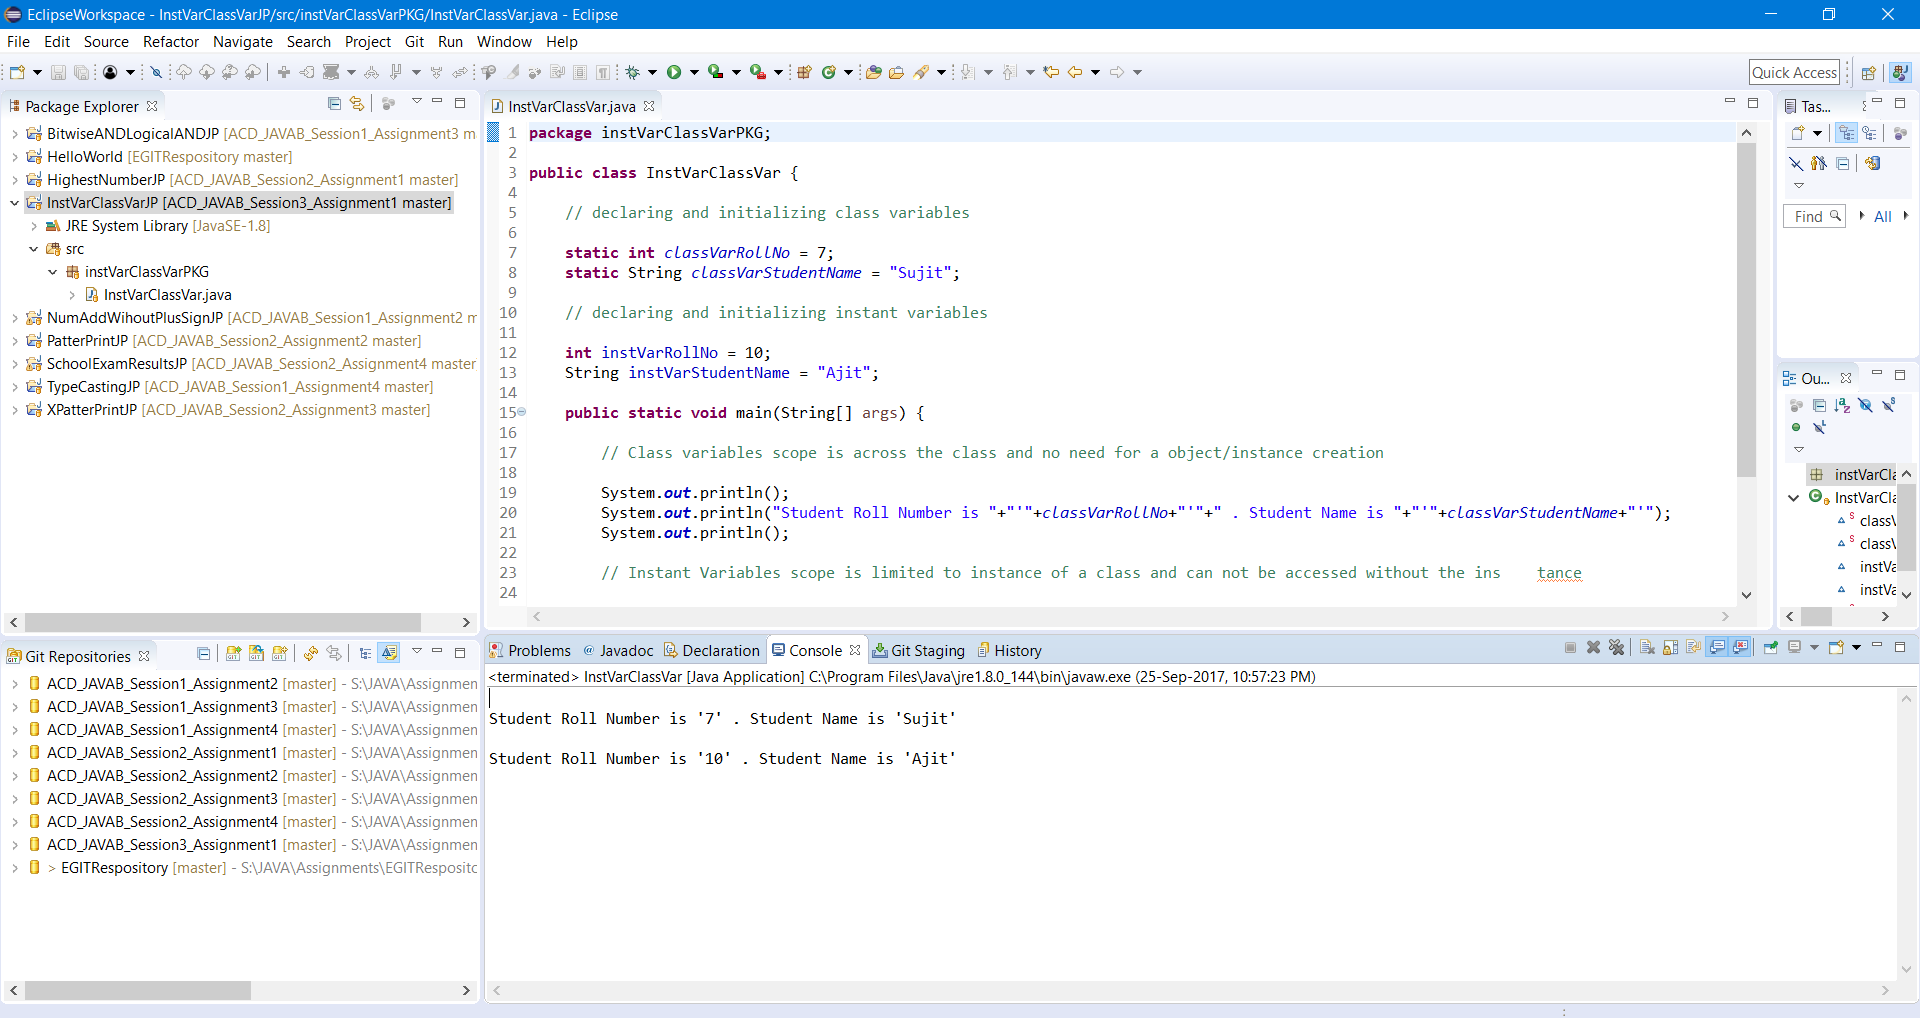 EclipseWorkspace - InstVarClassVarJP/src/instVarClassVarPKG/InstVarClassVar.java - Eclipse
File Edit Source Refactor Navigate Search Project Git Run Window Help
Quick Access
Package Explorer
BitwiseANDLogicalANDJP [ACD_JAVAB_Session1_Assignment3 m
HelloWorld [EGITRespository master]
HighestNumberJP [ACD_JAVAB_Session2_Assignment1 master]
InstVarClassVarJP [ACD_JAVAB_Session3_Assignment1 master]
JRE System Library [JavaSE-1.8]
src
instVarClassVarPKG
InstVarClassVar.java
NumAddWihoutPlusSignJP [ACD_JAVAB_Session1_Assignment2 m
PatterPrintJP [ACD_JAVAB_Session2_Assignment2 master]
SchoolExamResultsJP [ACD_JAVAB_Session2_Assignment4 master
TypeCastingJP [ACD_JAVAB_Session1_Assignment4 master]
XPatterPrintJP [ACD_JAVAB_Session2_Assignment3 master]
InstVarClassVar.java
1 package instVarClassVarPKG;
2
3 public class InstVarClassVar {
4
5 // declaring and initializing class variables
6
7 static int classVarRollNo = 7;
8 static String classVarStudentName = "Sujit";
9
10 // declaring and initializing instant variables
11
12 int instVarRollNo = 10;
13 String instVarStudentName = "Ajit";
14
15 public static void main(String[] args) {
16
17 // Class variables scope is across the class and no need for a object/instance creation
18
19 System.out.println();
20 System.out.println("Student Roll Number is "+"'"+classVarRollNo+"'"+" . Student Name is "+"'"+classVarStudentName+"'");
21 System.out.println();
22
23 // Instant Variables scope is limited to instance of a class and can not be accessed without the ins    tance
24
Tas...
Find All
Ou...
instVarCla
InstVarCla
class\
class\
instVa
instVa
Git Repositories
ACD_JAVAB_Session1_Assignment2 [master] - S:\JAVA\Assignmen
ACD_JAVAB_Session1_Assignment3 [master] - S:\JAVA\Assignmen
ACD_JAVAB_Session1_Assignment4 [master] - S:\JAVA\Assignmen
ACD_JAVAB_Session2_Assignment1 [master] - S:\JAVA\Assignmen
ACD_JAVAB_Session2_Assignment2 [master] - S:\JAVA\Assignmen
ACD_JAVAB_Session2_Assignment3 [master] - S:\JAVA\Assignmen
ACD_JAVAB_Session2_Assignment4 [master] - S:\JAVA\Assignmen
ACD_JAVAB_Session3_Assignment1 [master] - S:\JAVA\Assignmen
> EGITRespository [master] - S:\JAVA\Assignments\EGITRespositc
Problems @ Javadoc Declaration Console Git Staging History
<terminated> InstVarClassVar [Java Application] C:\Program Files\Java\jre1.8.0_144\bin\javaw.exe (25-Sep-2017, 10:57:23 PM)
Student Roll Number is '7' . Student Name is 'Sujit'
Student Roll Number is '10' . Student Name is 'Ajit'